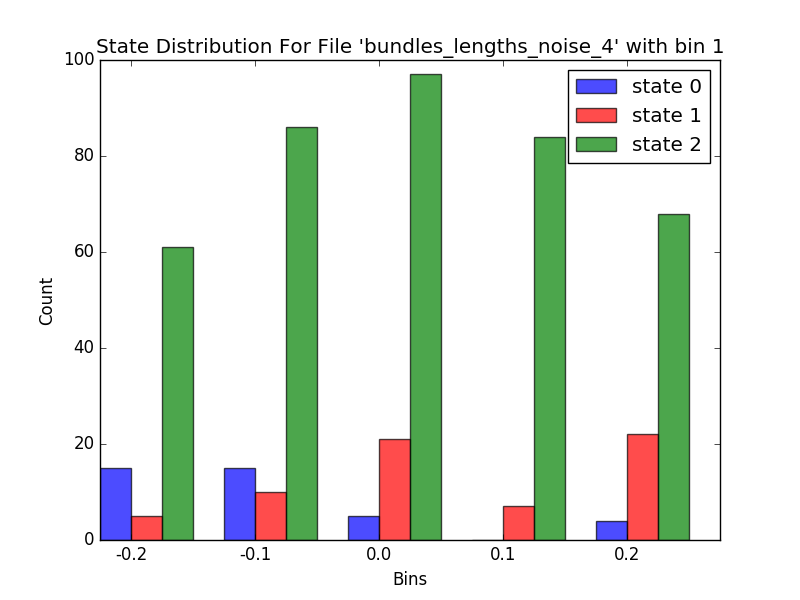 State Distribution For File 'bundles_lengths_noise_4' with bin 1
100
80
60
40
20
0
Count
state 0
state 1
state 2
-0.2 -0.1 0.0 0.1 0.2
Bins